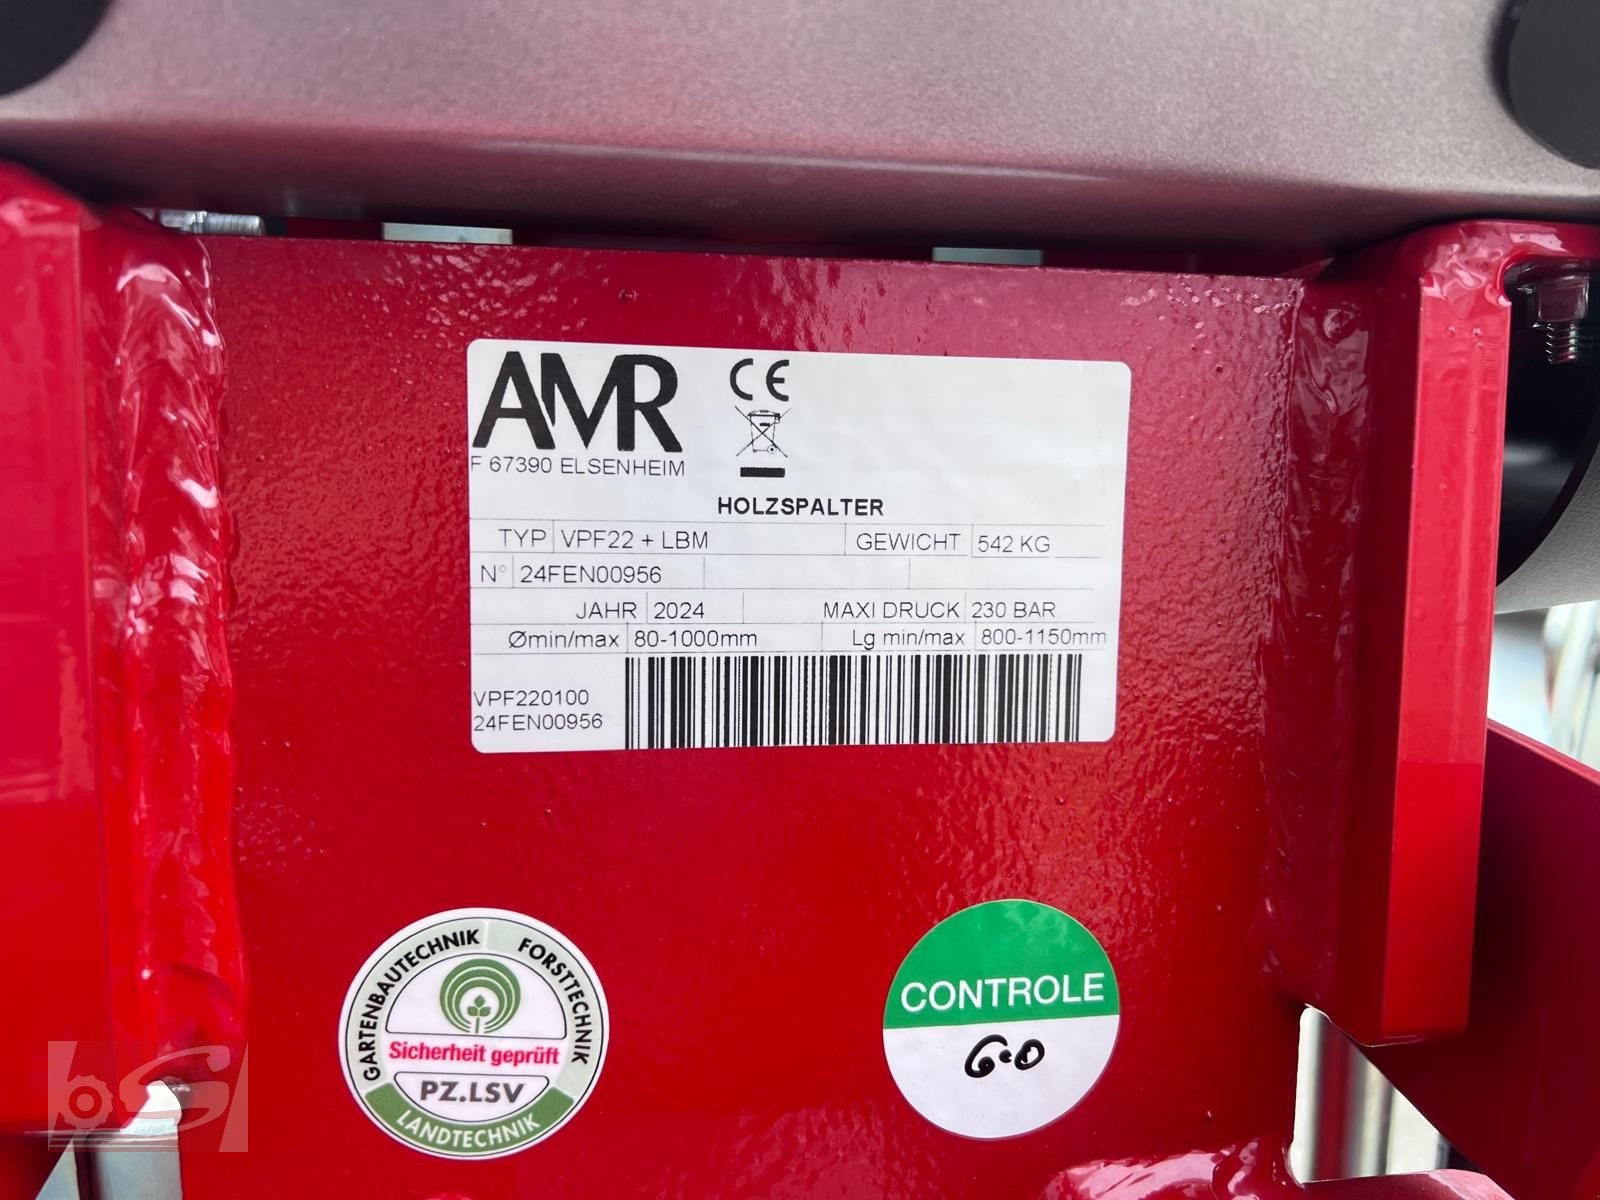 AMR
CE
F 67390 ELSENHEIM
HOLZSPALTER
TYP VPF22 + LBM GEWICHT 542 KG
N° 24FEN00956
JAHR 2024 MAXI DRUCK 230 BAR
Ømin/max 80-1000mm Lg min/max 800-1150mm
VPF220100
24FEN00956
GARTENBAUTECHNIK FORSTTECHNIK
Sicherheit geprüft
PZ.LSV
LANDTECHNIK
CONTROLE
bS